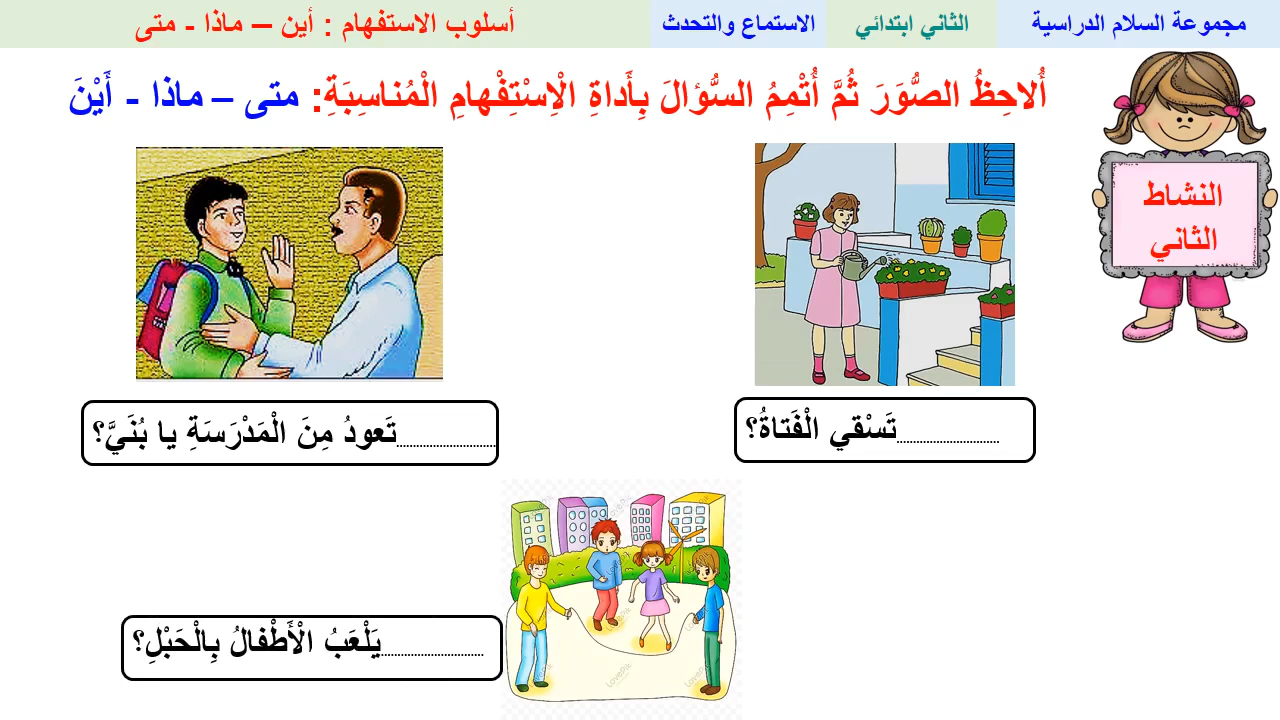 مجموعة السلام الدراسية
الثاني ابتدائي
الاستماع والتحدث
أسلوب الاستفهام : أين – ماذا - متى
أُلاحِظُ الصُّوَرَ ثُمَّ أُتْمِمُ السُّؤالَ بِأَداةِ الْاِسْتِفْهامِ الْمُناسِبَةِ: متى – ماذا - أَيْنَ
النشاط
الثاني
..........................تَسْقي الْفَتاةُ؟
..........................تَعودُ مِنَ الْمَدْرَسَةِ يا بُنَيَّ؟
..........................يَلْعَبُ الْأَطْفالُ بِالْحَبْلِ؟